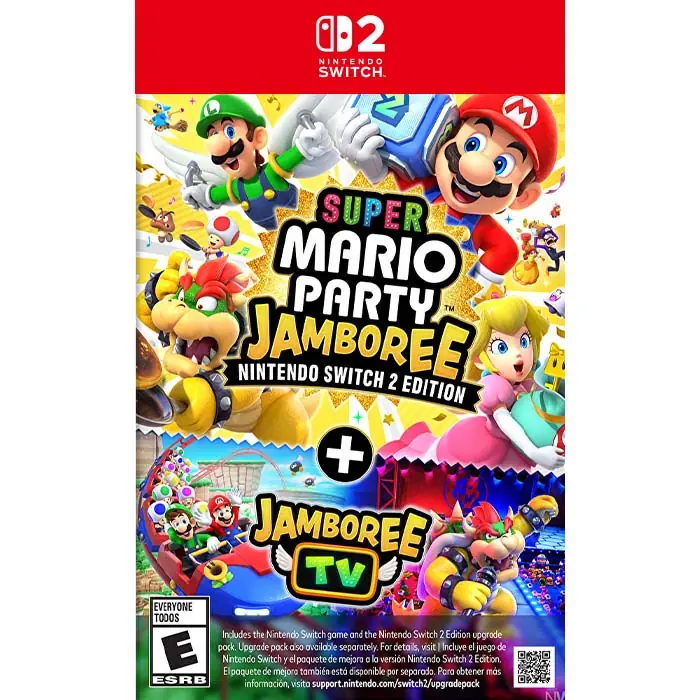 2
NINTENDO
SWITCH™
2
M
SUPER
MARIO
PARTY™
JAMBOREE
NINTENDO SWITCH 2 EDITION
+
JAMBOREE
TV
EVERYONE
TODOS
E
ESRB
Includes the Nintendo Switch game and the Nintendo Switch 2 Edition upgrade
pack. Upgrade pack also available separately. For details, visit | Incluye el juego de
Nintendo Switch y el paquete de mejora a la versión Nintendo Switch 2 Edition.
El paquete de mejora también está disponible por separado. Para obtener más
información, visita support.nintendo.com/switch2/upgradepack